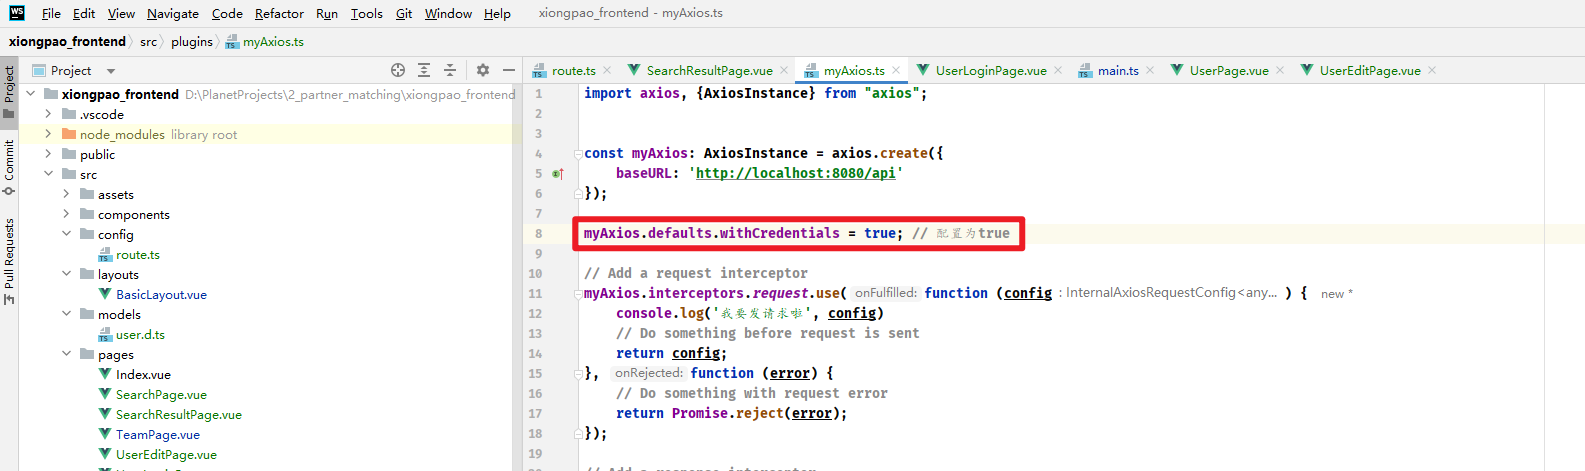 WS File Edit View Navigate Code Refactor Run Tools Git Window Help xiongpao_frontend - myAxios.ts
xiongpao_frontend src plugins myAxios.ts
Project
route.ts SearchResultPage.vue myAxios.ts UserLoginPage.vue main.ts UserPage.vue UserEditPage.vue
Project
Commit
Pull Requests
xiongpao_frontend D:\PlanetProjects\2_partner_matching\xiongpao_frontend
.vscode
node_modules library root
public
src
assets
components
config
route.ts
layouts
BasicLayout.vue
models
user.d.ts
pages
Index.vue
SearchPage.vue
SearchResultPage.vue
TeamPage.vue
UserEditPage.vue
1 import axios, {AxiosInstance} from "axios";
2
3
4 const myAxios: AxiosInstance = axios.create({
5 baseURL: 'http://localhost:8080/api'
6 });
7
8 myAxios.defaults.withCredentials = true; // 配置为true
9
10 // Add a request interceptor
11 myAxios.interceptors.request.use( onFulfilled: function (config : InternalAxiosRequestConfig<any... ) { new *
12 console.log('我要发请求啦', config)
13 // Do something before request is sent
14 return config;
15 }, onRejected: function (error) {
16 // Do something with request error
17 return Promise.reject(error);
18 });
19